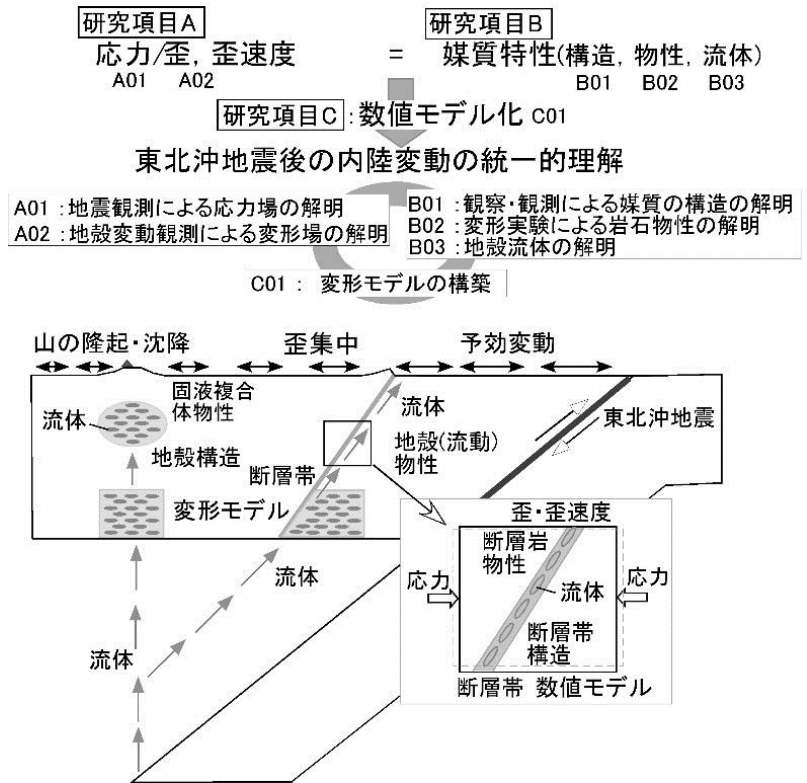 研究項目A
研究項目B
応力/歪, 歪速度 = 媒質特性(構造, 物性, 流体)
A01 A02 B01 B02 B03
研究項目C:数値モデル化 C01
東北沖地震後の内陸変動の統一的理解
A01:地震観測による応力場の解明
A02:地殻変動観測による変形場の解明
B01:観察・観測による媒質の構造の解明
B02:変形実験による岩石物性の解明
B03:地殻流体の解明
C01: 変形モデルの構築
山の隆起・沈降 歪集中 予効変動
固液複合
体物性
流体
流体
東北沖地震
地殻構造
地殻(流動)
物性
断層帯
変形モデル
歪・歪速度
断層岩
物性
流体
応力
応力
流体
流体
断層帯
構造
断層帯 数値モデル